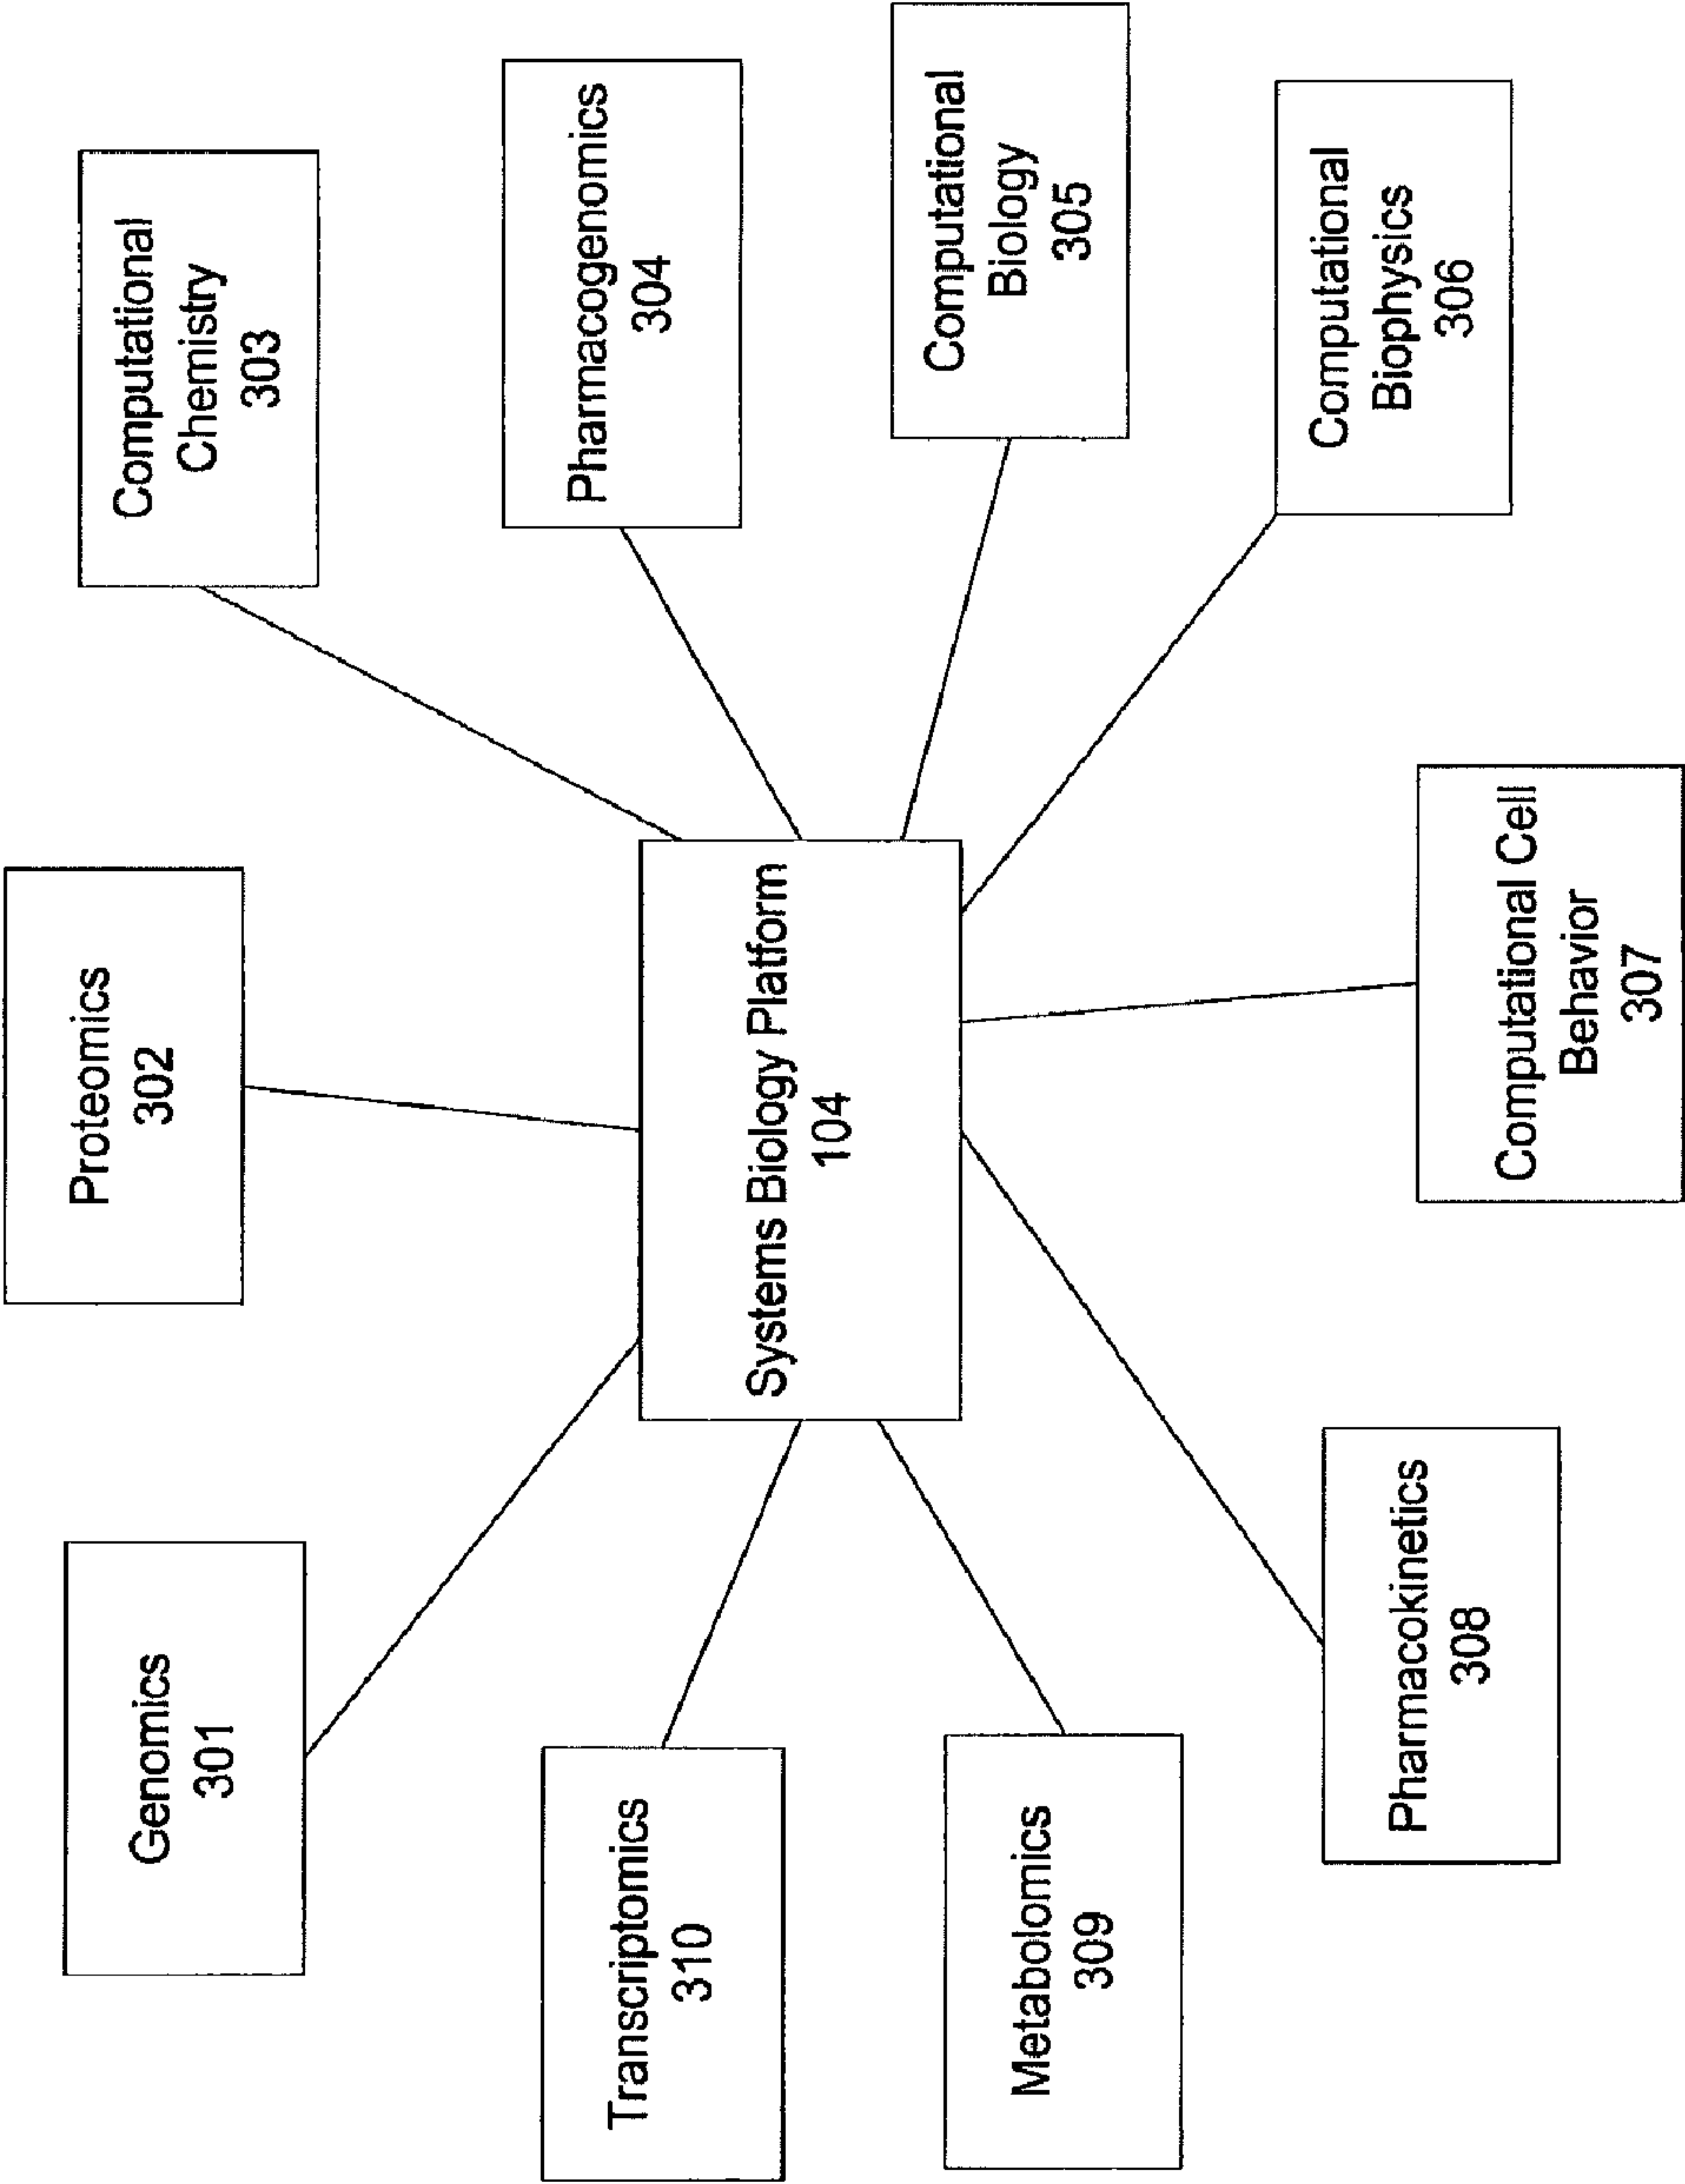 Genomics
301
Proteomics
302
Computational
Chemistry
303
Transcriptomics
310
Systems Biology Platform
104
Pharmacogenomics
304
Metabolomics
309
Computational
Biology
305
Pharmacokinetics
308
Computational Cell
Behavior
307
Computational
Biophysics
306